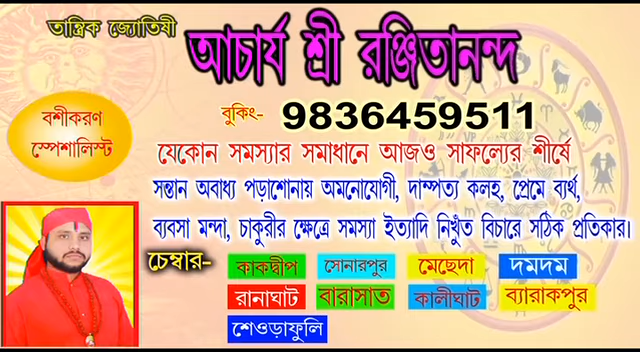 তান্ত্রিক জ্যোতিষী
আচার্য শ্রী রঞ্জিতানন্দ
বশীকরণ
স্পেশালিস্ট
বুকিং- 9836459511
যেকোন সমস্যার সমাধানে আজও সাফল্যের শীর্ষে
সন্তান অবাধ্য পড়াশোনায় অমনোযোগী, দাম্পত্য কলহ, প্রেমে ব্যর্থ,
ব্যবসা মন্দা, চাকুরীর ক্ষেত্রে সমস্যা ইত্যাদি নিখুঁত বিচারে সঠিক প্রতিকার।
চেম্বার- কাকদ্বীপ সোনারপুর মেছেদা দমদম
রানাঘাট বারাসাত কালীঘাট ব্যারাকপুর
শেওড়াফুলি